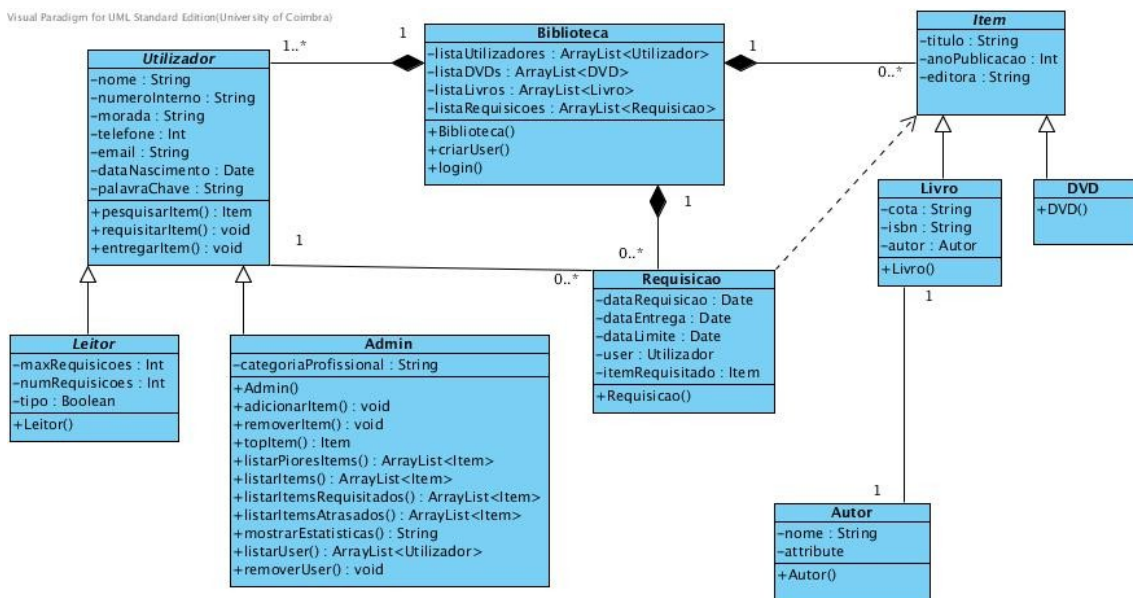 Visual Paradigm for UML Standard Edition(University of Coimbra)
Utilizador
-nome : String
-numeroInterno : String
-morada : String
-telefone : Int
-email : String
-dataNascimento : Date
-palavraChave : String
+pesquisarItem() : Item
+requisitarItem() : void
+entregarItem() : void
1..*
1
Biblioteca
-listaUtilizadores : ArrayList<Utilizador>
-listaDVDs : ArrayList<DVD>
-listaLivros : ArrayList<Livro>
-listaRequisicoes : ArrayList<Requisicao>
+Biblioteca()
+criarUser()
+login()
1
0..*
Item
-titulo : String
-anoPublicacao : Int
-editora : String
1
0..*
1
0..*
Livro
-cota : String
-isbn : String
-autor : Autor
+Livro()
DVD
+DVD()
Requisicao
-dataRequisicao : Date
-dataEntrega : Date
-dataLimite : Date
-user : Utilizador
-itemRequisitado : Item
+Requisicao()
1
1
Leitor
-maxRequisicoes : Int
-numRequisicoes : Int
-tipo : Boolean
+Leitor()
Admin
-categoriaProfissional : String
+Admin()
+adicionarItem() : void
+removerItem() : void
+topItem() : Item
+listarPioresItems() : ArrayList<Item>
+listarItems() : ArrayList<Item>
+listarItemsRequisitados() : ArrayList<Item>
+listarItemsAtrasados() : ArrayList<Item>
+mostrarEstatisticas() : String
+listarUser() : ArrayList<Utilizador>
+removerUser() : void
Autor
-nome : String
-attribute
+Autor()